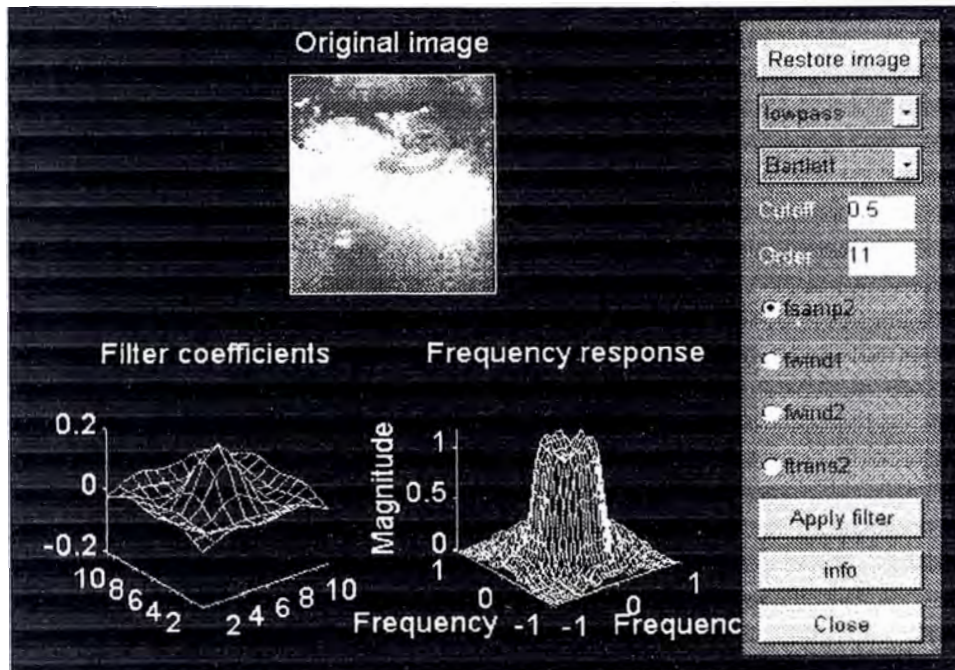 Original image
Restore image
lowpass
Bartlett
Cutoff 0.5
Order 11
fsamp2
fwind1
fwind2
ftrans2
Apply filter
info
Close
Filter coefficients
0.2
0
-0.2
10 8 6 4 2
2 4 6 8 10
Frequency response
Magnitude
1
0.5
0
1 0 -1
-1 0 1
Frequency
Frequenc